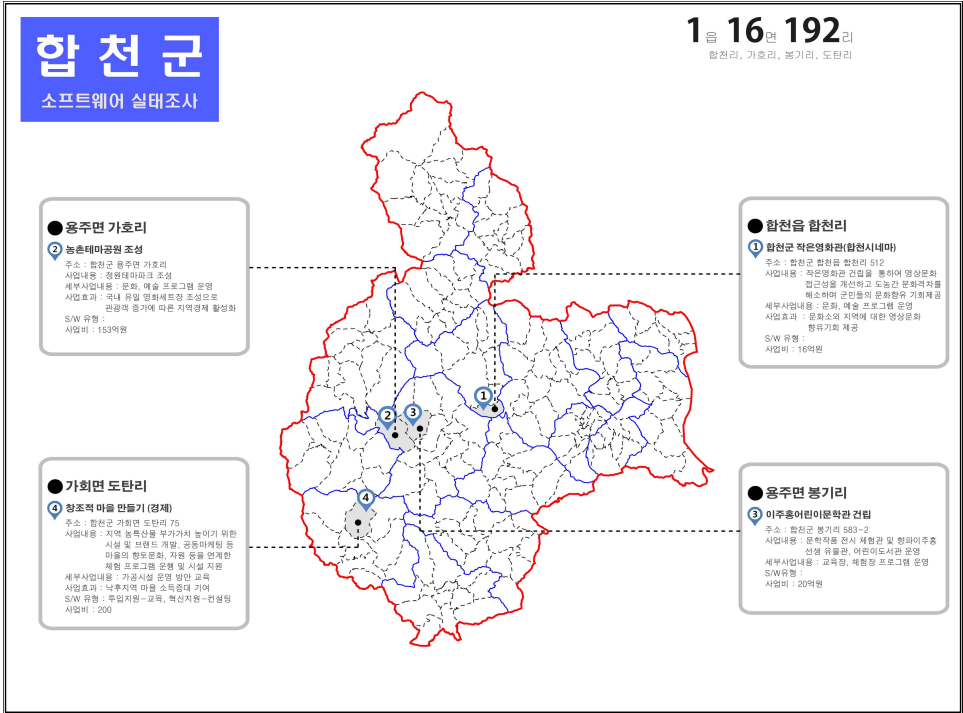 합천군
소프트웨어 실태조사
1읍 16면 192리
합천리, 가호리, 봉기리, 도탄리
용주면 가호리
2 농촌테마공원 조성
주소 : 합천군 용주면 가호리
사업내용 : 정원테마파크 조성
세부사업내용 : 문화, 예술 프로그램 운영
사업효과 : 국내 유일 영화세트장 조성으로
관광객 증가에 따른 지역경제 활성화
S/W 유형 :
사업비 : 153억원
합천읍 합천리
1 합천군 작은영화관(합천시네마)
주소 : 합천군 합천읍 합천리 512
사업내용 : 작은영화관 건립을 통하여 영상문화
접근성을 개선하고 도농간 문화격차를
해소하며 군민들의 문화향유 기회제공
세부사업내용 : 문화, 예술 프로그램 운영
사업효과 : 문화소외 지역에 대한 영상문화
향유기회 제공
S/W 유형 :
사업비 : 16억원
1
2
3
4
가회면 도탄리
4 창조적 마을 만들기 (경제)
주소 : 합천군 가회면 도탄리 75
사업내용 : 지역 농특산물 부가가치 높이기 위한
시설 및 브랜드 개발, 공동마케팅 등
마을의 향토문화, 자원 등을 연계한
체험 프로그램 운행 및 시설 지원
세부사업내용 : 가공시설 운영 방안 교육
사업효과 : 낙후지역 마을 소득증대 기여
S/W 유형 : 투입지원-교육, 혁신지원-컨설팅
사업비 : 200
용주면 봉기리
3 이주홍어린이문학관 건립
주소 : 합천군 봉기리 583-2
사업내용 : 문학작품 전시 체험관 및 향파이주홍
선생 유물관, 어린이도서관 운영
세부사업내용 : 교육장, 체험장 프로그램 운영
S/W유형 :
사업비 : 20억원